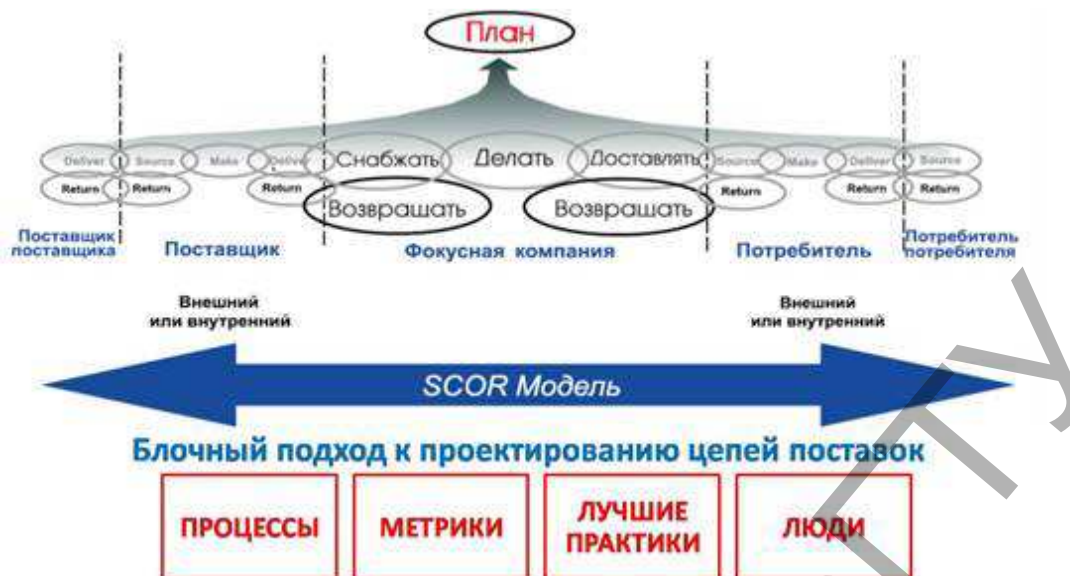 План
Deliver Source Make Deliver Снабжать Делать Доставлять Source Make Deliver Source
Return Return Return Возвращать Возвращать Return Return Return
Поставщик поставщика
Поставщик
Фокусная компания
Потребитель
Потребитель потребителя
Внешний
или внутренний
Внешний
или внутренний
SCOR Модель
Блочный подход к проектированию цепей поставок
ПРОЦЕССЫ
МЕТРИКИ
ЛУЧШИЕ
ПРАКТИКИ
ЛЮДИ
ТУ